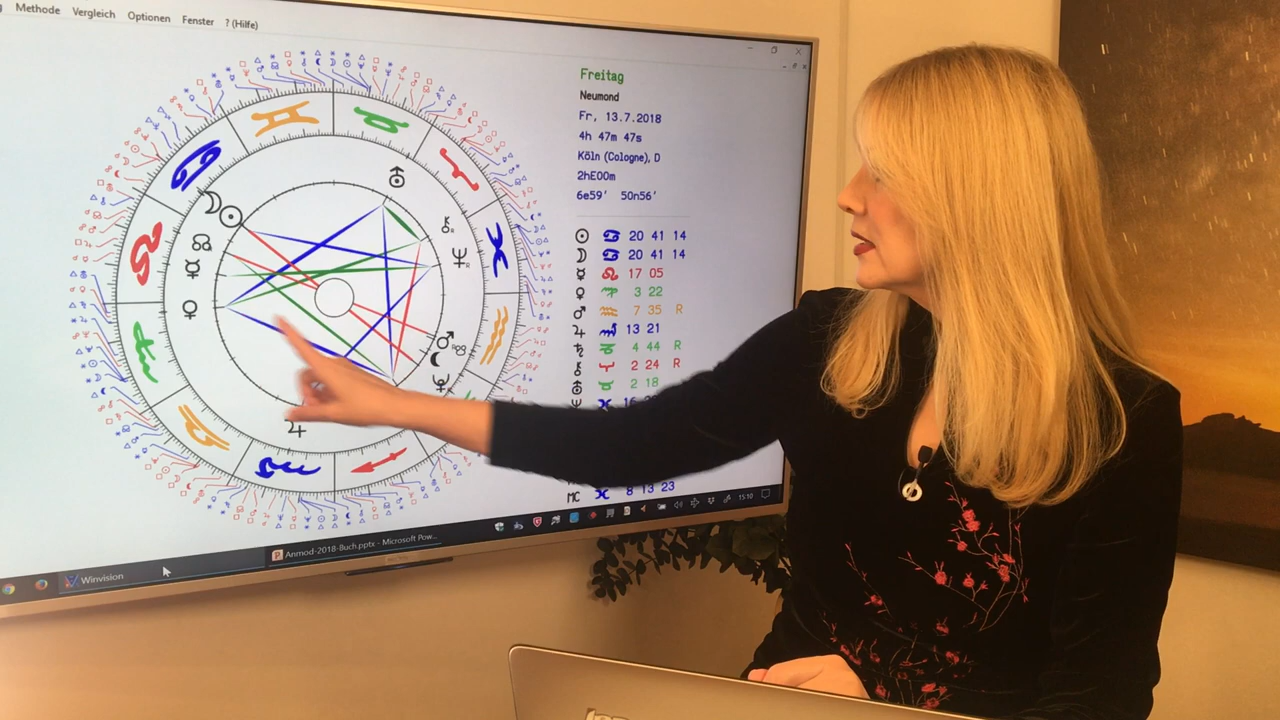 Methode Vergleich Optionen Fenster ? (Hilfe)
Freitag
Neumond
Fr, 13.7.2018
4h 47m 47s
Köln (Cologne), D
2hE00m
6e59' 50n56'
☉ ♋ 20 41 14
☽ ♋ 20 41 14
☿ ♌ 17 05
♀ ♍ 3 22
♂ ♒ 7 35 R
♃ ♏ 13 21
♄ ♑ 4 44 R
⚷ ♈ 2 24 R
⛢ ♉ 2 18
♆ ♓ 16
MC ♓ 8 13 23
15:10
Anmod-2018-Buch.pptx - Microsoft Pow...
Winvision